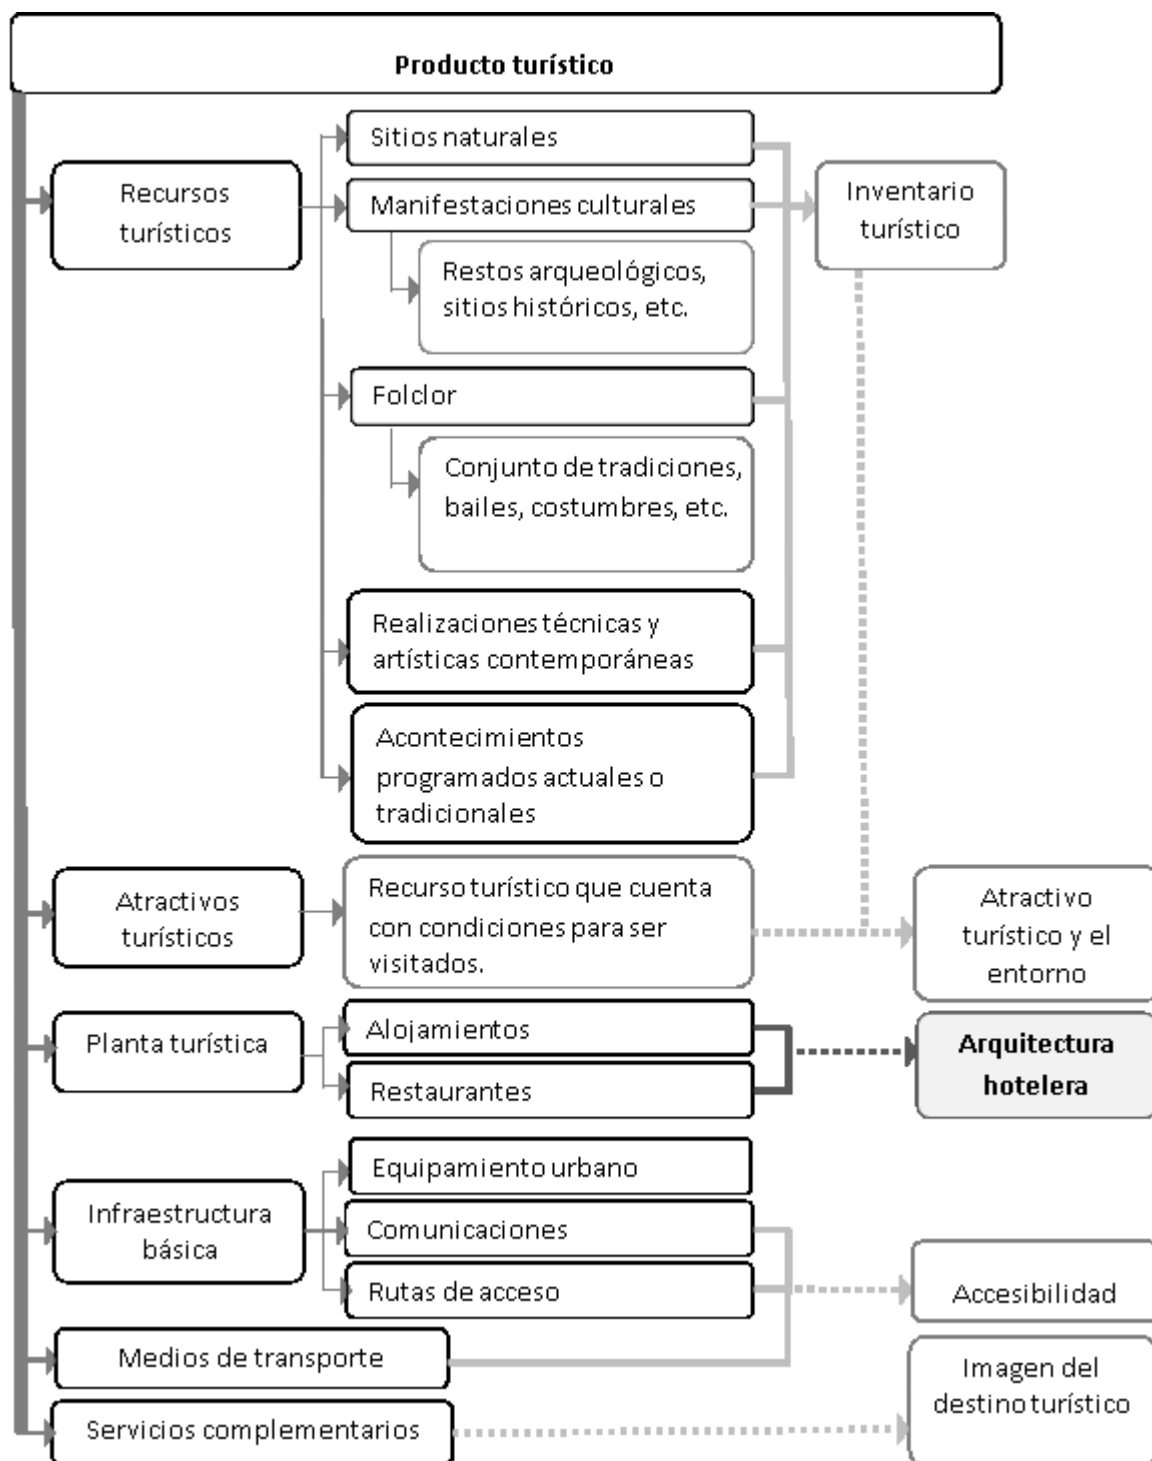 Producto turístico
Sitios naturales
Recursos
turísticos
Manifestaciones culturales
Inventario
turístico
Restos arqueológicos,
sitios históricos, etc.
Folclor
Conjunto de tradiciones,
bailes, costumbres, etc.
Realizaciones técnicas y
artísticas contemporáneas
Acontecimientos
programados actuales o
tradicionales
Atractivos
turísticos
Recurso turístico que cuenta
con condiciones para ser
visitados.
Atractivo
turístico y el
entorno
Planta turística
Alojamientos
Restaurantes
Arquitectura
hotelera
Infraestructura
básica
Equipamiento urbano
Comunicaciones
Rutas de acceso
Accesibilidad
Medios de transporte
Imagen del
destino turístico
Servicios complementarios